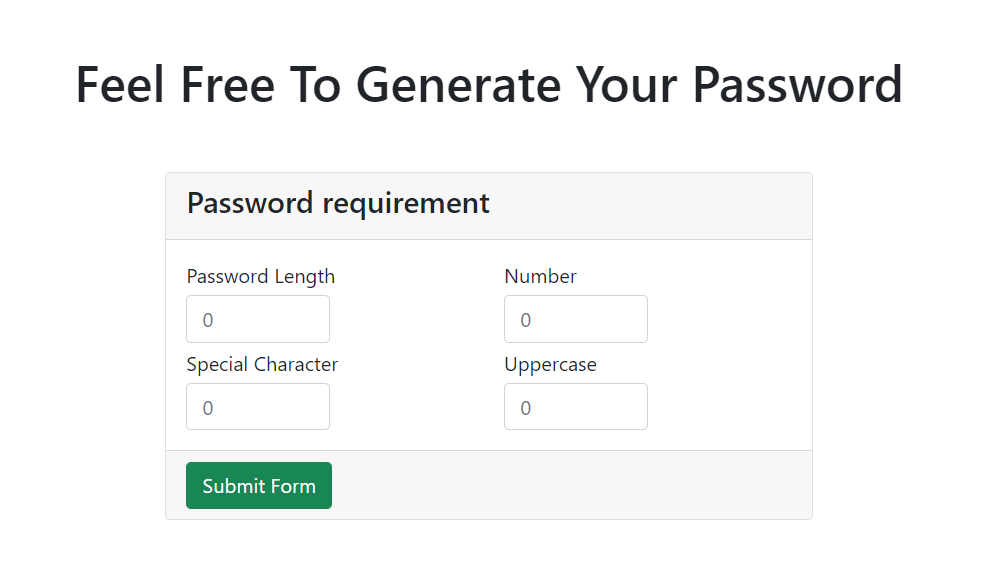 Feel Free To Generate Your Password
Password requirement
Password Length
Number
0
0
Special Character
Uppercase
0
0
Submit Form